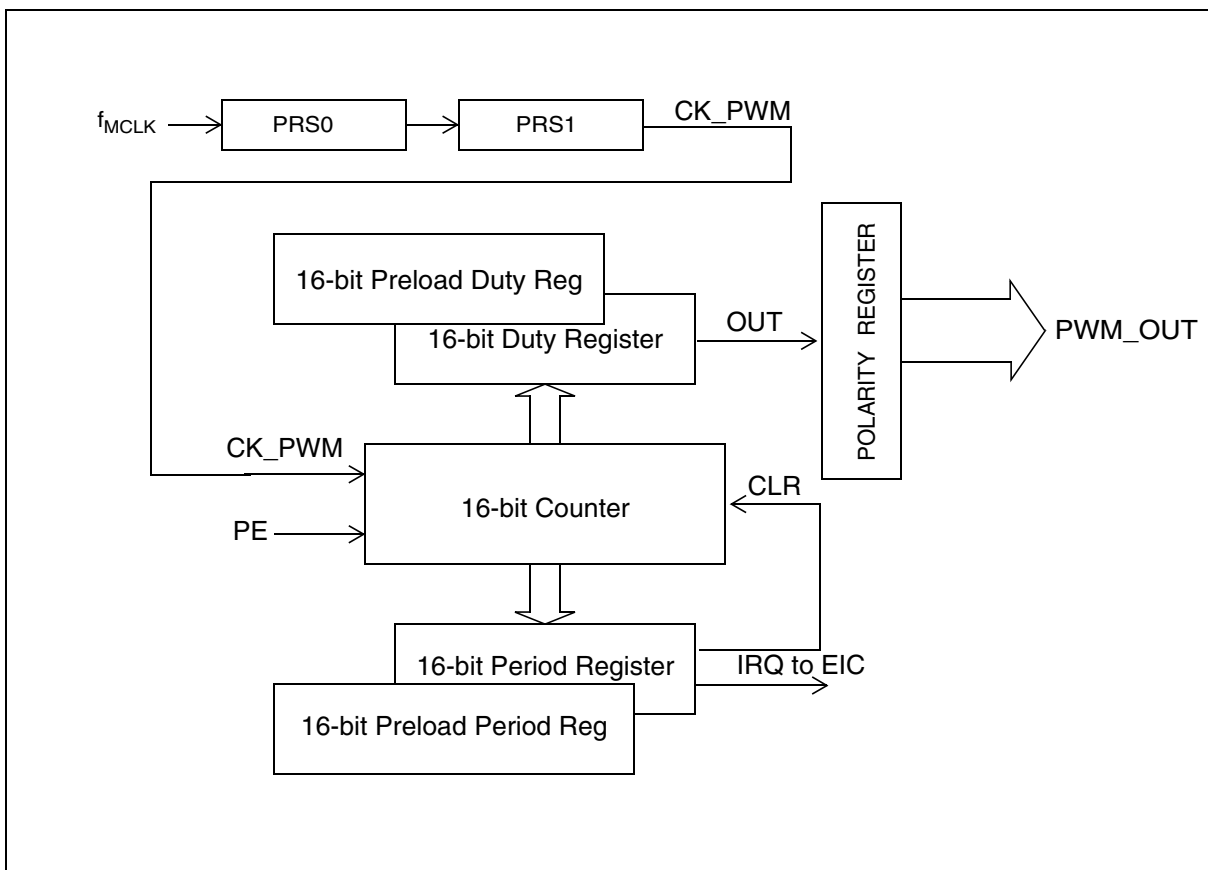 fMCLK
PRS0
PRS1
CK_PWM
16-bit Preload Duty Reg
16-bit Duty Register
OUT
POLARITY REGISTER
PWM_OUT
CK_PWM
16-bit Counter
CLR
PE
16-bit Period Register
IRQ to EIC
16-bit Preload Period Reg